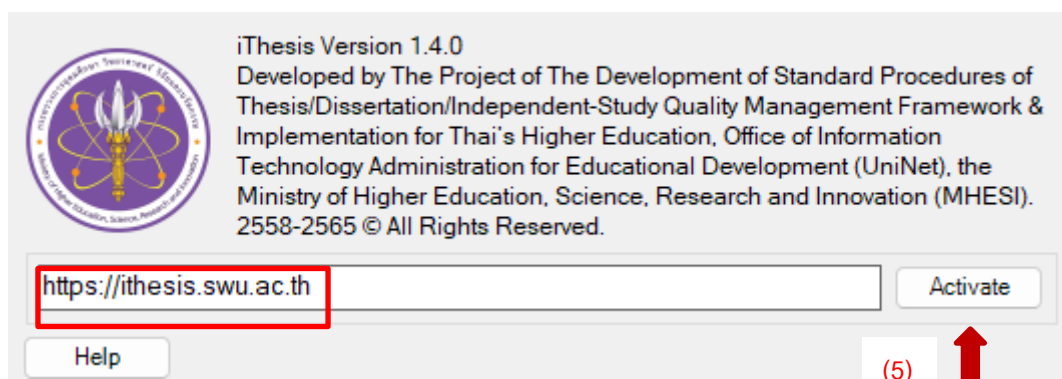 iThesis Version 1.4.0
Developed by The Project of The Development of Standard Procedures of
Thesis/Dissertation/Independent-Study Quality Management Framework &
Implementation for Thai's Higher Education, Office of Information
Technology Administration for Educational Development (UniNet), the
Ministry of Higher Education, Science, Research and Innovation (MHESI).
2558-2565 © All Rights Reserved.
https://ithesis.swu.ac.th
Activate
Help
(5)